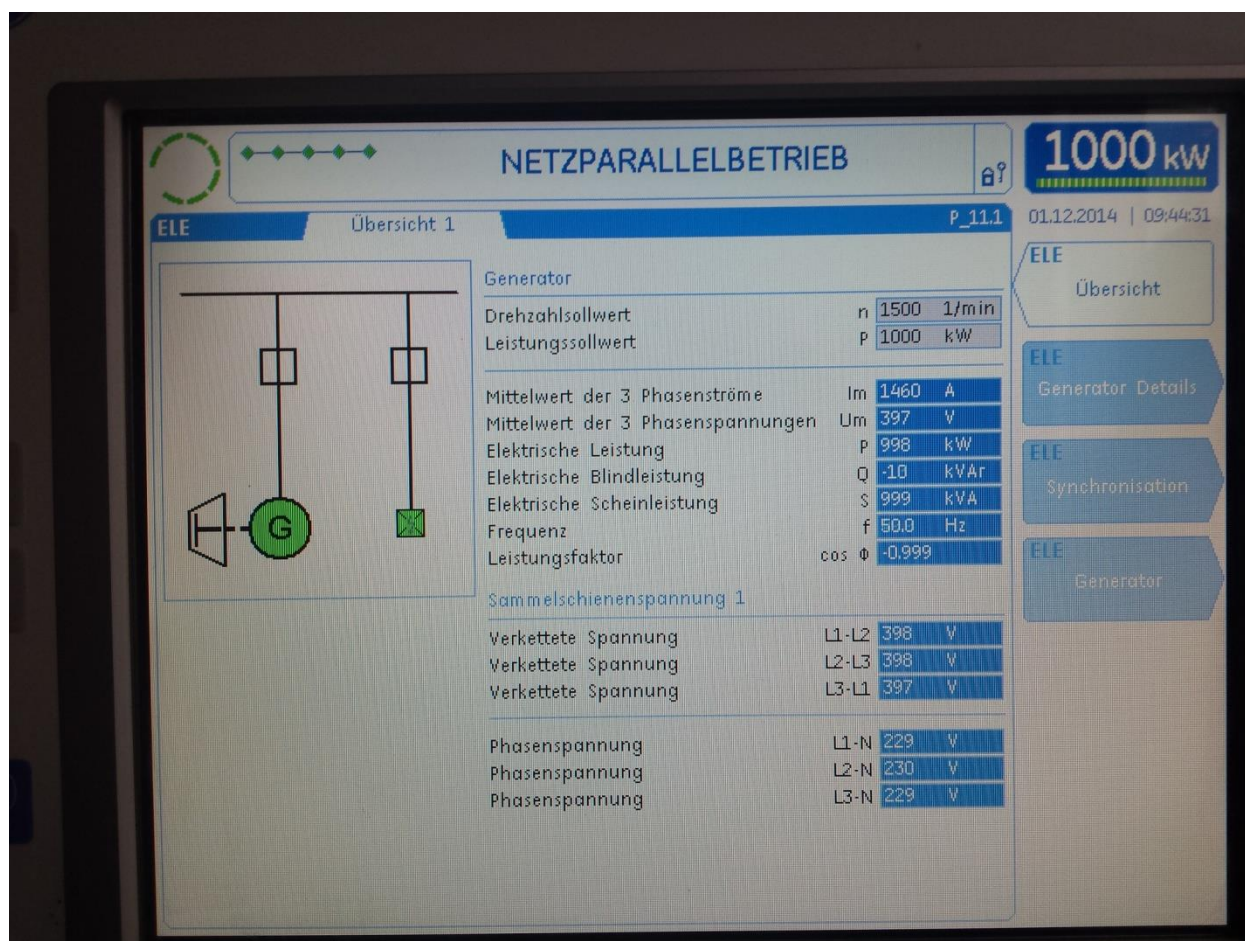 NETZPARALLELBETRIEB
1000 kW
ELE Übersicht 1 P_11.1
01.12.2014 | 09:44:31
Generator
Drehzahlsollwert n 1500 1/min
Leistungssollwert P 1000 kW
Mittelwert der 3 Phasenströme Im 1460 A
Mittelwert der 3 Phasenspannungen Um 397 V
Elektrische Leistung P 998 kW
Elektrische Blindleistung Q -10 kVAr
Elektrische Scheinleistung S 999 kVA
Frequenz f 50.0 Hz
Leistungsfaktor cos Φ -0.999
Sammelschienenspannung 1
Verkettete Spannung L1-L2 398 V
Verkettete Spannung L2-L3 398 V
Verkettete Spannung L3-L1 397 V
Phasenspannung L1-N 229 V
Phasenspannung L2-N 230 V
Phasenspannung L3-N 229 V
G
ELE
Übersicht
ELE
Generator Details
ELE
Synchronisation
ELE
Generator